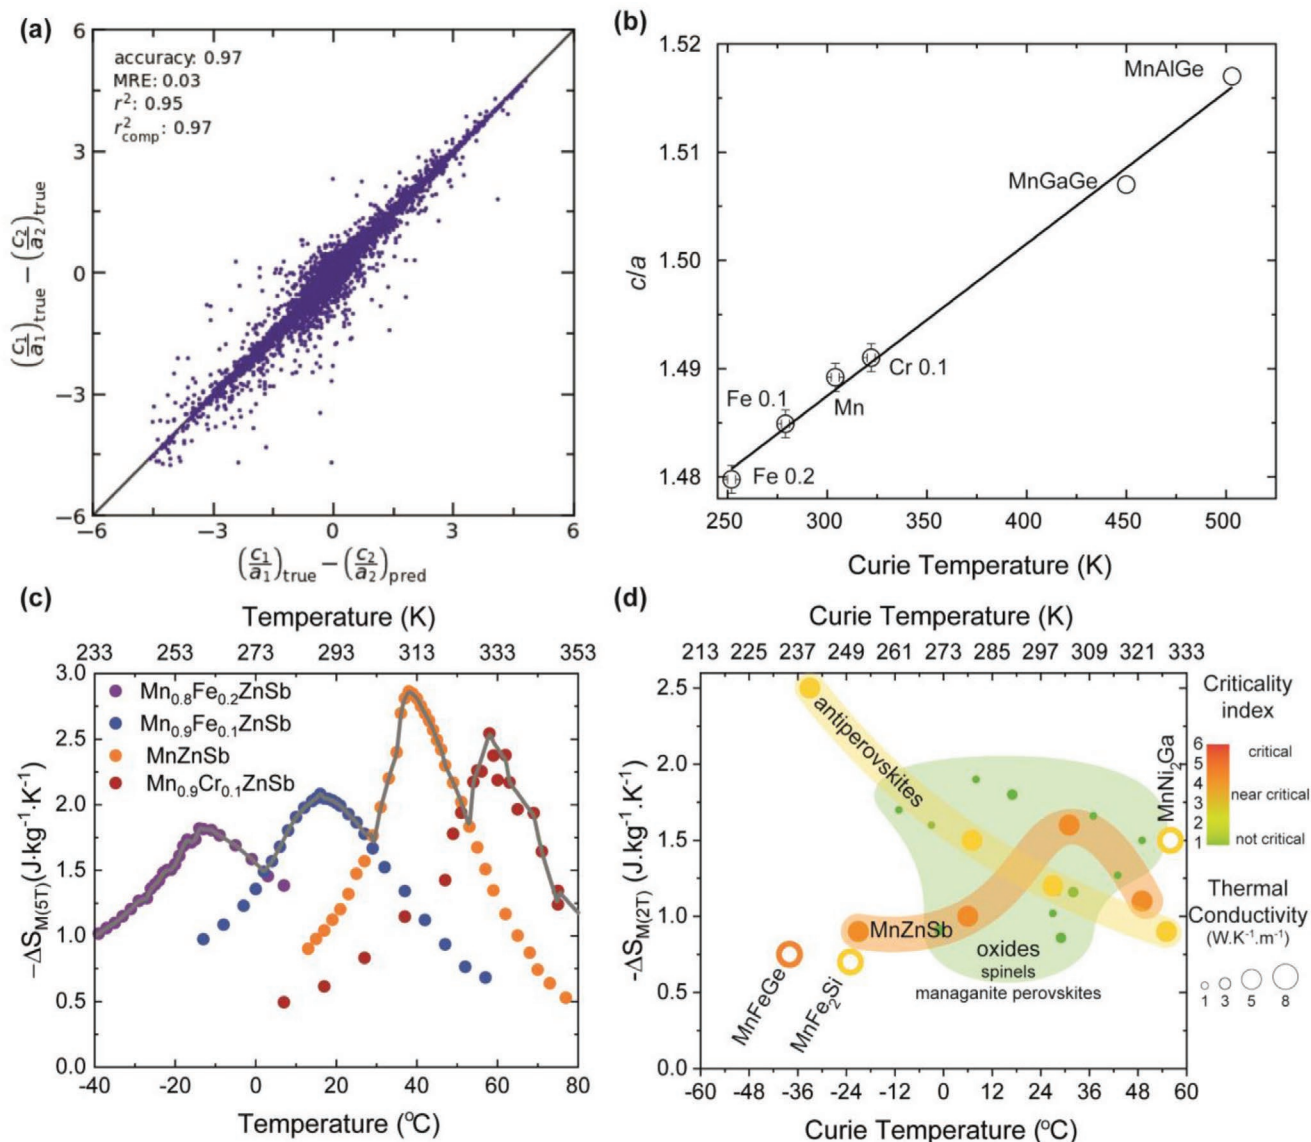 (a)
6
3
0
−3
−6
−6
−3
0
3
6
accuracy: 0.97
MRE: 0.03
r²: 0.95
r²comp: 0.97
(c₁/a₁)true − (c₂/a₂)true
(c₁/a₁)true − (c₂/a₂)pred
(b)
1.52
1.51
1.50
1.49
1.48
c/a
MnAlGe
MnGaGe
Cr 0.1
Fe 0.1
Mn
Fe 0.2
250 300 350 400 450 500
Curie Temperature (K)
(c)
Temperature (K)
233 253 273 293 313 333 353
3.0
2.5
2.0
1.5
1.0
0.5
0.0
−ΔS_M(5T) (J·kg⁻¹·K⁻¹)
Mn₀.₈Fe₀.₂ZnSb
Mn₀.₉Fe₀.₁ZnSb
MnZnSb
Mn₀.₉Cr₀.₁ZnSb
-40 -20 0 20 40 60 80
Temperature (ºC)
(d)
Curie Temperature (K)
213 225 237 249 261 273 285 297 309 321 333
2.5
2.0
1.5
1.0
0.5
0.0
-ΔS_M(2T) (J.kg⁻¹.K⁻¹)
antiperovskites
MnNi₂Ga
MnZnSb
oxides
spinels
managanite perovskites
MnFeGe
MnFe₂Si
-60 -48 -36 -24 -12 0 12 24 36 48 60
Curie Temperature (ºC)
Criticality
index
6
5
4
3
2
1
critical
near critical
not critical
Thermal
Conductivity
(W.K⁻¹.m⁻¹)
1 3 5 8